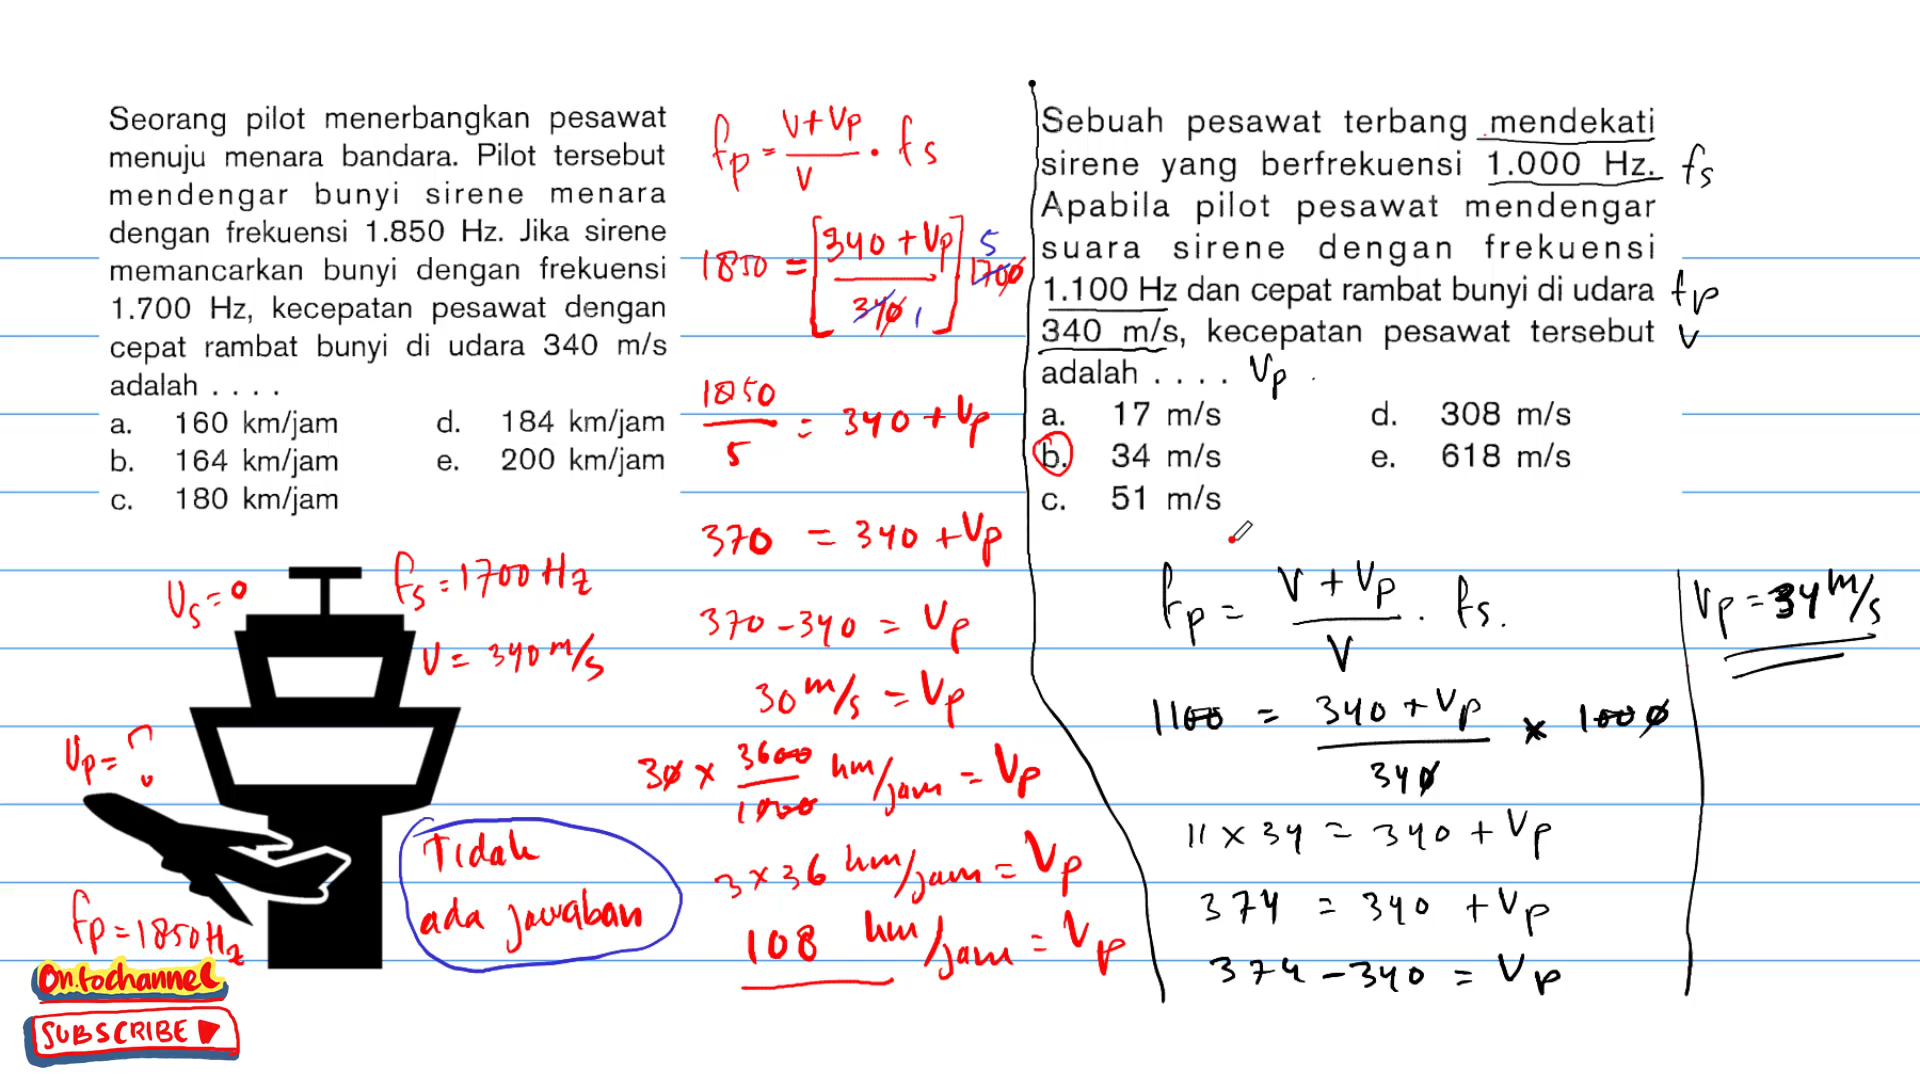 Seorang pilot menerbangkan pesawat
menuju menara bandara. Pilot tersebut
mendengar bunyi sirene menara
dengan frekuensi 1.850 Hz. Jika sirene
memancarkan bunyi dengan frekuensi
1.700 Hz, kecepatan pesawat dengan
cepat rambat bunyi di udara 340 m/s
adalah . . . .
a. 160 km/jam d. 184 km/jam
b. 164 km/jam e. 200 km/jam
c. 180 km/jam
Vs = 0
fs = 1700 Hz
V = 340 m/s
Vp = ?
fp = 1850 Hz
Tidak
ada jawaban
On.tochannel
SUBSCRIBE
fp = V + Vp / V . fs
1850 = [340 + Vp / 340 1] 1700 5
1850 / 5 = 340 + Vp
370 = 340 + Vp
370 - 340 = Vp
30 m/s = Vp
30 x 3600 / 1000 km/jam = Vp
3 x 36 km/jam = Vp
108 km/jam = Vp
Sebuah pesawat terbang mendekati
sirene yang berfrekuensi 1.000 Hz. fs
Apabila pilot pesawat mendengar
suara sirene dengan frekuensi
1.100 Hz dan cepat rambat bunyi di udara fp
340 m/s, kecepatan pesawat tersebut V
adalah . . . . Vp
a. 17 m/s d. 308 m/s
b. 34 m/s e. 618 m/s
c. 51 m/s
fp = V + Vp / V . fs.
1100 = 340 + Vp / 340 x 1000
11 x 34 = 340 + Vp
374 = 340 + Vp
374 - 340 = Vp
Vp = 34 m/s